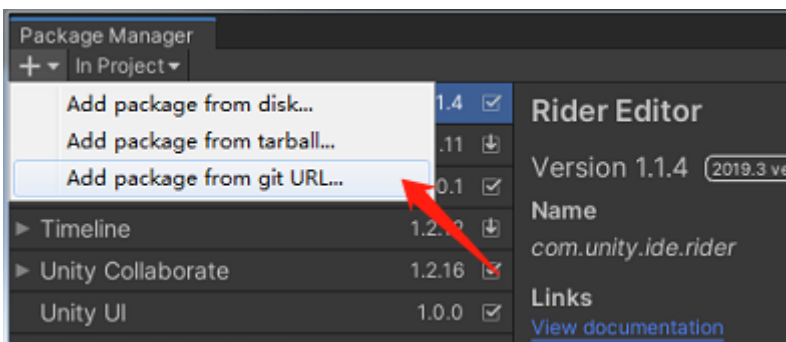 Package Manager
+ ▾ In Project ▾
Add package from disk...
Add package from tarball...
Add package from git URL...
1.4
.11
0.1
Timeline
Unity Collaborate 1.2.16
Unity UI 1.0.0
Rider Editor
Version 1.1.4 2019.3 ve
Name
com.unity.ide.rider
Links
View documentation